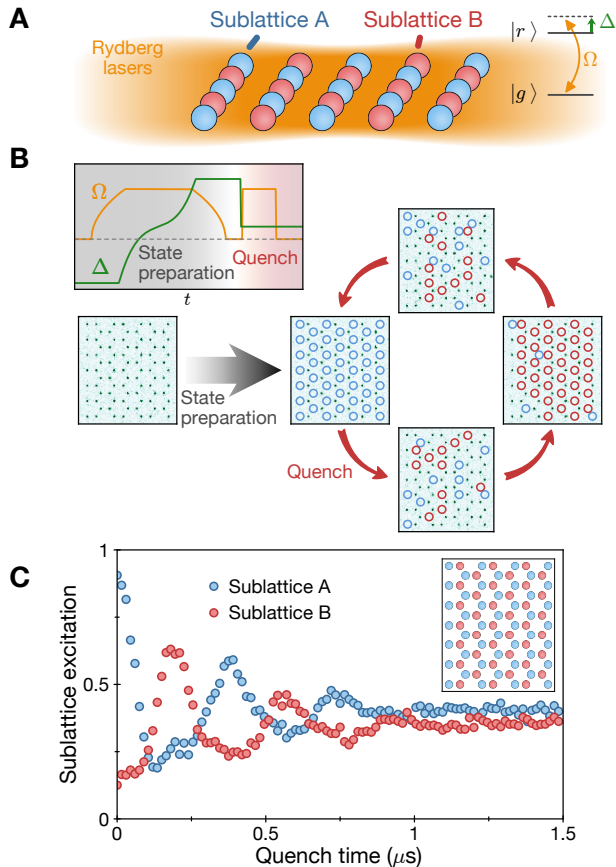 A
Sublattice A
Sublattice B
Rydberg
lasers
|r⟩
Δ
Ω
|g⟩
B
Ω
Δ
State
preparation
Quench
t
State
preparation
Quench
C
1
0.5
0
Sublattice excitation
Sublattice A
Sublattice B
0
0.5
1.0
1.5
Quench time (μs)